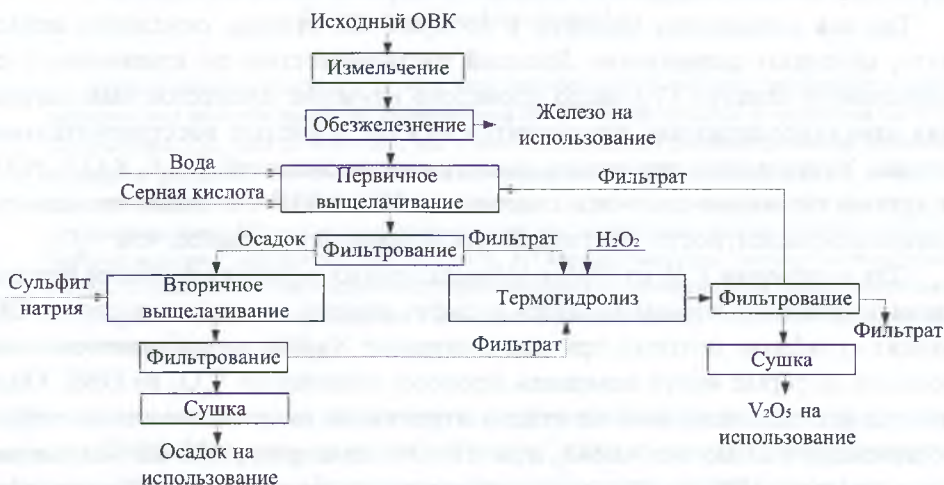 Исходный ОВК
Измельчение
Обезжелезнение
Железо на
использование
Вода
Серная кислота
Первичное
выщелачивание
Фильтрат
Осадок
Фильтрование
Фильтрат
H₂O₂
Сульфит
натрия
Вторичное
выщелачивание
Термогидролиз
Фильтрование
Фильтрат
Фильтрование
Фильтрат
Сушка
Сушка
V₂O₅ на
использование
Осадок на
использование